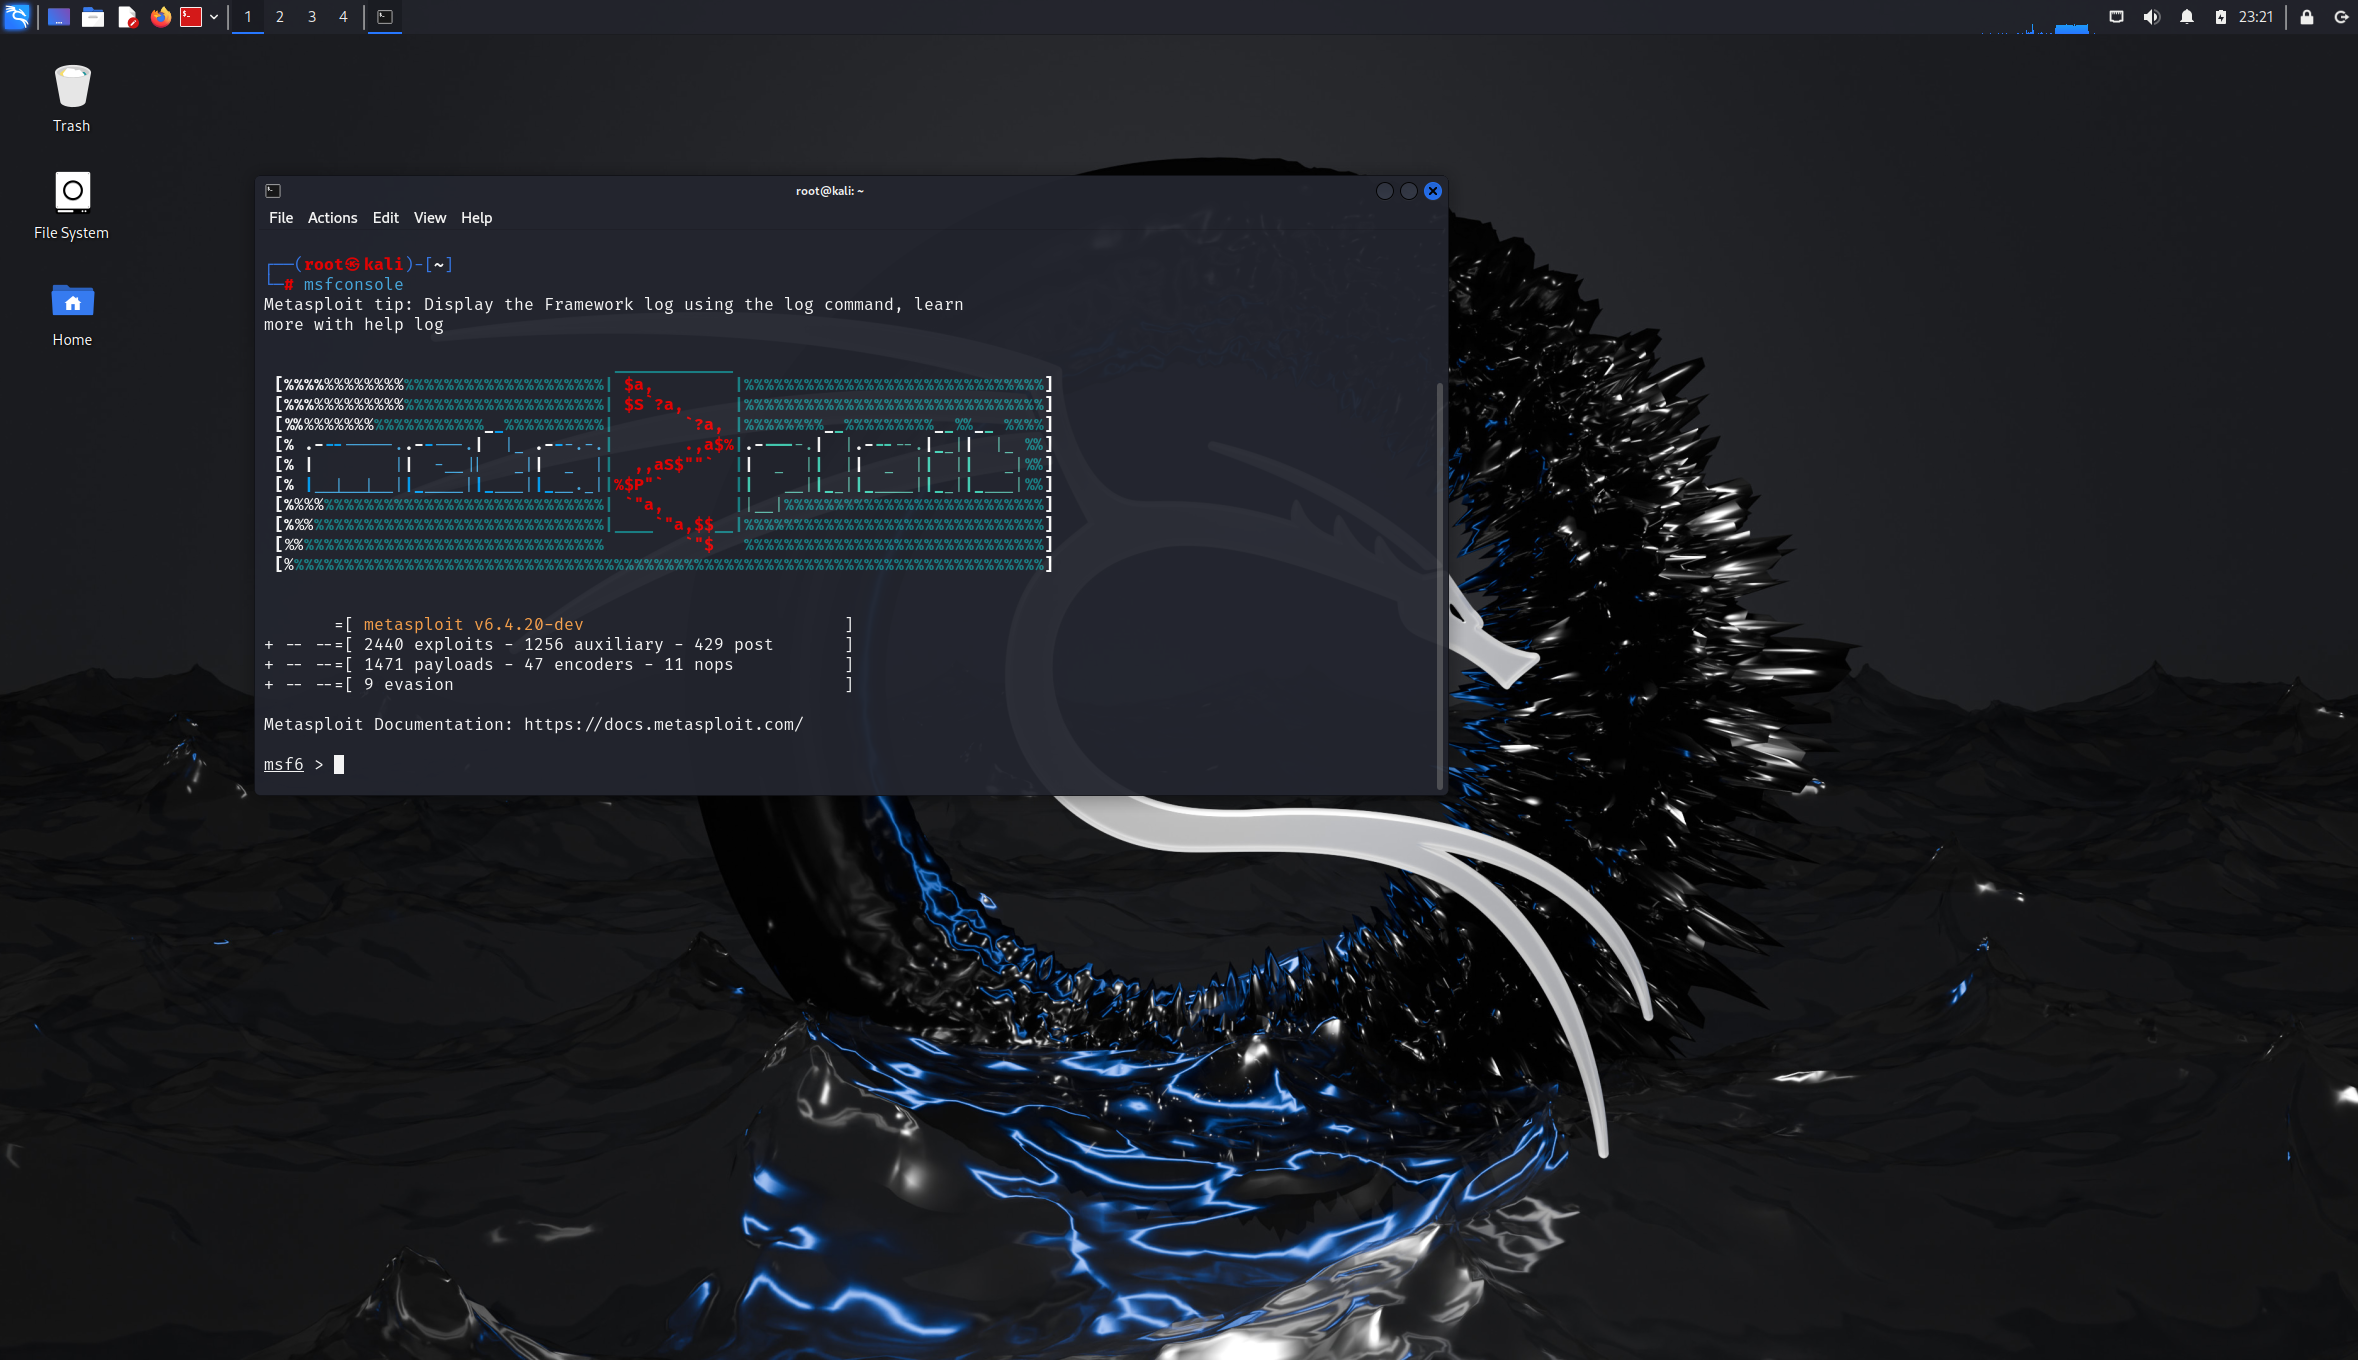 1 2 3 4
23:21
Trash
File System
Home
root@kali: ~
File Actions Edit View Help
┌──(root㉿kali)-[~]
└─# msfconsole
Metasploit tip: Display the Framework log using the log command, learn
more with help log
=[ metasploit v6.4.20-dev ]
+ -- --=[ 2440 exploits - 1256 auxiliary - 429 post ]
+ -- --=[ 1471 payloads - 47 encoders - 11 nops ]
+ -- --=[ 9 evasion ]
Metasploit Documentation: https://docs.metasploit.com/
msf6 >